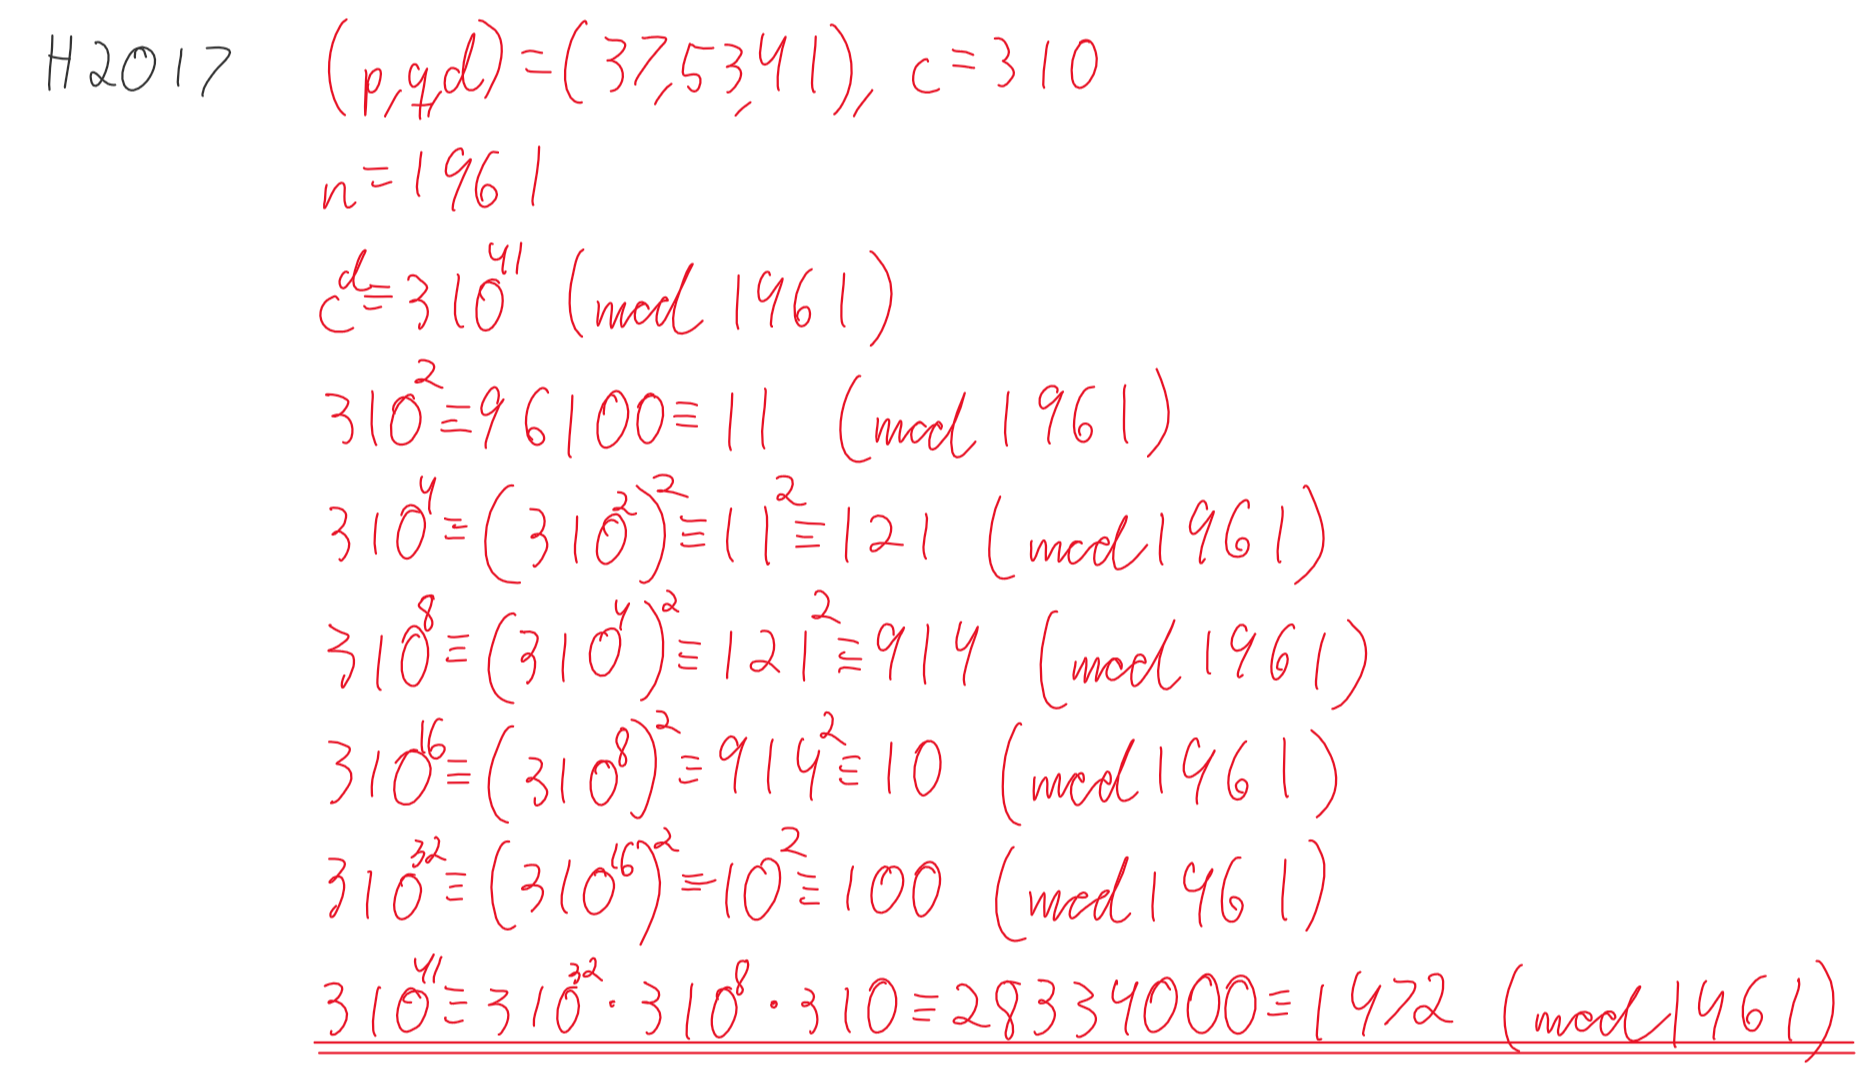 H2017 (p,q,d)=(37,53,41), c=310
n=1961
c^d≡310^41 (mod 1961)
310^2≡96100≡11 (mod 1961)
310^4≡(310^2)^2≡11^2≡121 (mod 1961)
310^8≡(310^4)^2≡121^2≡914 (mod 1961)
310^16≡(310^8)^2≡914^2≡10 (mod 1961)
310^32≡(310^16)^2≡10^2≡100 (mod 1961)
310^41≡310^32·310^8·310≡28334000≡1472 (mod 1961)